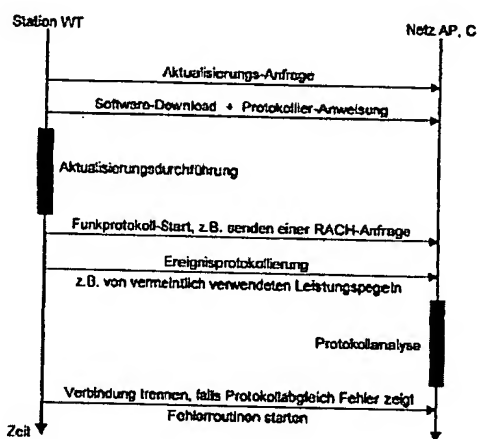 Station WT
Netz AP, C
Aktualisierungs-Anfrage
Software-Download + Protokollier-Anweisung
Aktualisierungsdurchführung
Funkprotokoll-Start, z.B. senden einer RACH-Anfrage
Ereignisprotokollierung
z.B. von vermeintlich verwendeten Leistungspegeln
Protokollanalyse
Verbindung trennen, falls Protokollabgleich Fehler zeigt
Fehlerroutinen starten
Zeit